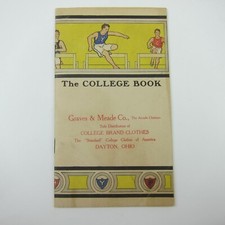 The COLLEGE BOOK
Graves & Meade Co.,
Sole Distributors of
COLLEGE BRAND CLOTHES
The "Standard" College Clothes of America
DAYTON, OHIO